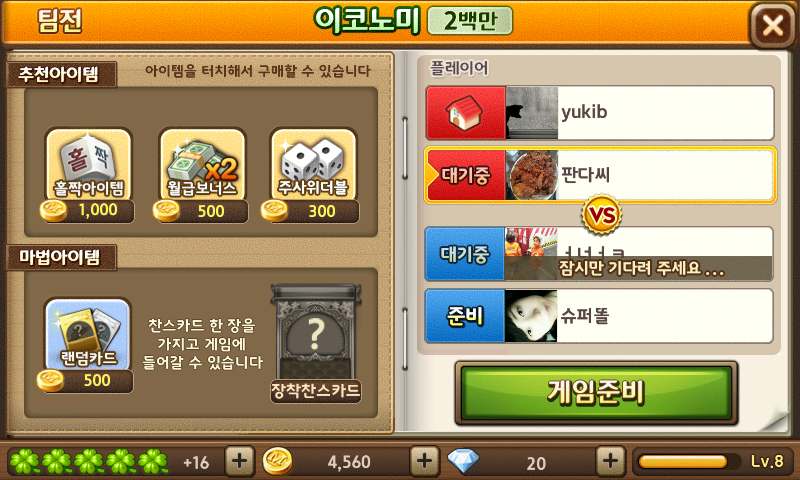 팀전
이코노미 2백만
추천아이템
아이템을 터치해서 구매할 수 있습니다
홀 짝
홀짝아이템
1,000
x2
월급보너스
500
주사위더블
300
마법아이템
? ?
랜덤카드
500
찬스카드 한 장을
가지고 게임에
들어갈 수 있습니다
?
장착찬스카드
플레이어
yukib
대기중
판다씨
VS
대기중
잠시만 기다려 주세요 ...
준비
슈퍼똘
게임준비
+16
4,560
20
Lv.8